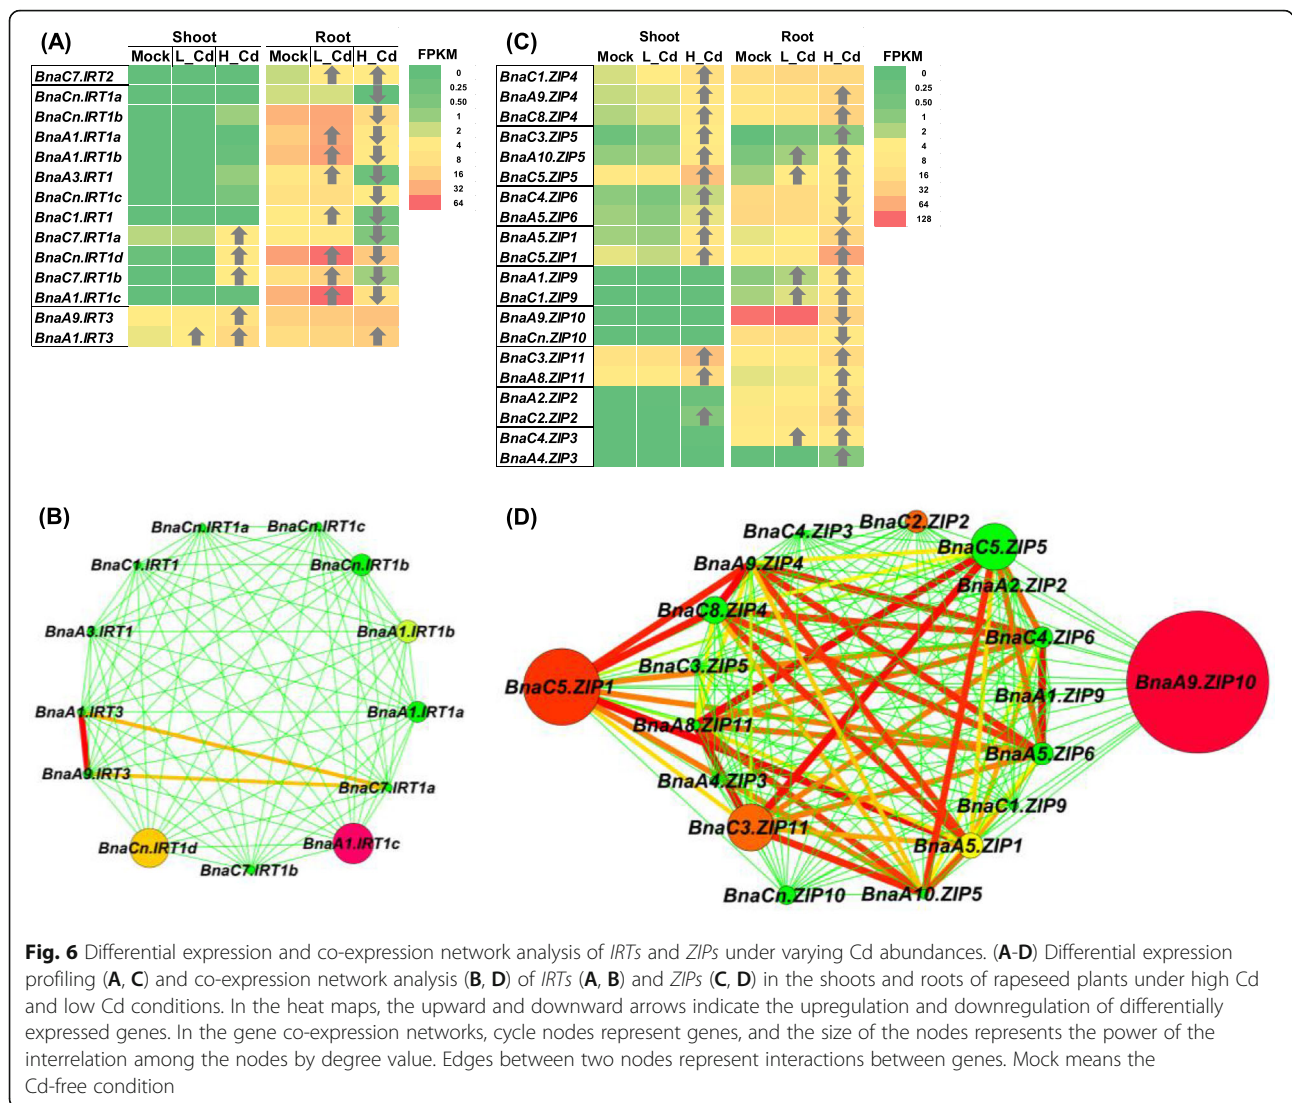 (A)
Shoot Root
Mock L_Cd H_Cd Mock L_Cd H_Cd FPKM
BnaC7.IRT2
BnaCn.IRT1a
BnaCn.IRT1b
BnaA1.IRT1a
BnaA1.IRT1b
BnaA3.IRT1
BnaCn.IRT1c
BnaC1.IRT1
BnaC7.IRT1a
BnaCn.IRT1d
BnaC7.IRT1b
BnaA1.IRT1c
BnaA9.IRT3
BnaA1.IRT3
0
0.25
0.50
1
2
4
8
16
32
64
(C)
Shoot Root
Mock L_Cd H_Cd Mock L_Cd H_Cd FPKM
BnaC1.ZIP4
BnaA9.ZIP4
BnaC8.ZIP4
BnaC3.ZIP5
BnaA10.ZIP5
BnaC5.ZIP5
BnaC4.ZIP6
BnaA5.ZIP6
BnaA5.ZIP1
BnaC5.ZIP1
BnaA1.ZIP9
BnaC1.ZIP9
BnaA9.ZIP10
BnaCn.ZIP10
BnaC3.ZIP11
BnaA8.ZIP11
BnaA2.ZIP2
BnaC2.ZIP2
BnaC4.ZIP3
BnaA4.ZIP3
0
0.25
0.50
1
2
4
8
16
32
64
128
(B)
BnaCn.IRT1a BnaCn.IRT1c
BnaC1.IRT1 BnaCn.IRT1b
BnaA3.IRT1 BnaA1.IRT1b
BnaA1.IRT3 BnaA1.IRT1a
BnaA9.IRT3 BnaC7.IRT1a
BnaCn.IRT1d BnaA1.IRT1c
BnaC7.IRT1b
(D)
BnaC4.ZIP3 BnaC2.ZIP2
BnaA9.ZIP4 BnaC5.ZIP5
BnaA2.ZIP2
BnaC8.ZIP4 BnaC4.ZIP6
BnaC3.ZIP5
BnaC5.ZIP1 BnaA1.ZIP9 BnaA9.ZIP10
BnaA8.ZIP11 BnaA5.ZIP6
BnaA4.ZIP3 BnaC1.ZIP9
BnaC3.ZIP11 BnaA5.ZIP1
BnaCn.ZIP10 BnaA10.ZIP5
Fig. 6 Differential expression and co-expression network analysis of IRTs and ZIPs under varying Cd abundances. (A-D) Differential expression
profiling (A, C) and co-expression network analysis (B, D) of IRTs (A, B) and ZIPs (C, D) in the shoots and roots of rapeseed plants under high Cd
and low Cd conditions. In the heat maps, the upward and downward arrows indicate the upregulation and downregulation of differentially
expressed genes. In the gene co-expression networks, cycle nodes represent genes, and the size of the nodes represents the power of the
interrelation among the nodes by degree value. Edges between two nodes represent interactions between genes. Mock means the
Cd-free condition